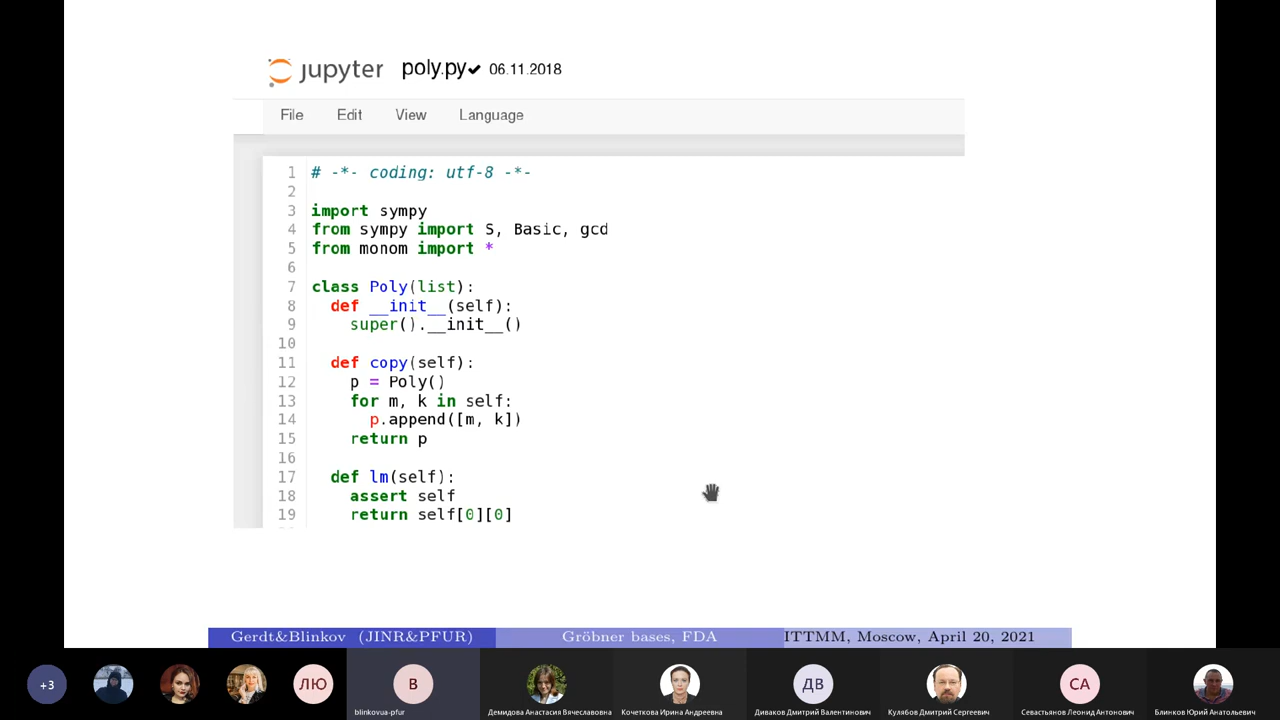 jupyter poly.py✔ 06.11.2018
File Edit View Language
1 # -*- coding: utf-8 -*-
2
3 import sympy
4 from sympy import S, Basic, gcd
5 from monom import *
6
7 class Poly(list):
8   def __init__(self):
9     super().__init__()
10
11   def copy(self):
12     p = Poly()
13     for m, k in self:
14       p.append([m, k])
15     return p
16
17   def lm(self):
18     assert self
19     return self[0][0]
Gerdt&Blinkov (JINR&PFUR) Gröbner bases, FDA ITTMM, Moscow, April 20, 2021
+3 ЛЮ B ДВ СА
blinkovua-pfur Демидова Анастасия Вячеславовна Кочеткова Ирина Андреевна Диваков Дмитрий Валентинович Кулябов Дмитрий Сергеевич Севастьянов Леонид Антонович Блинков Юрий Анатольевич